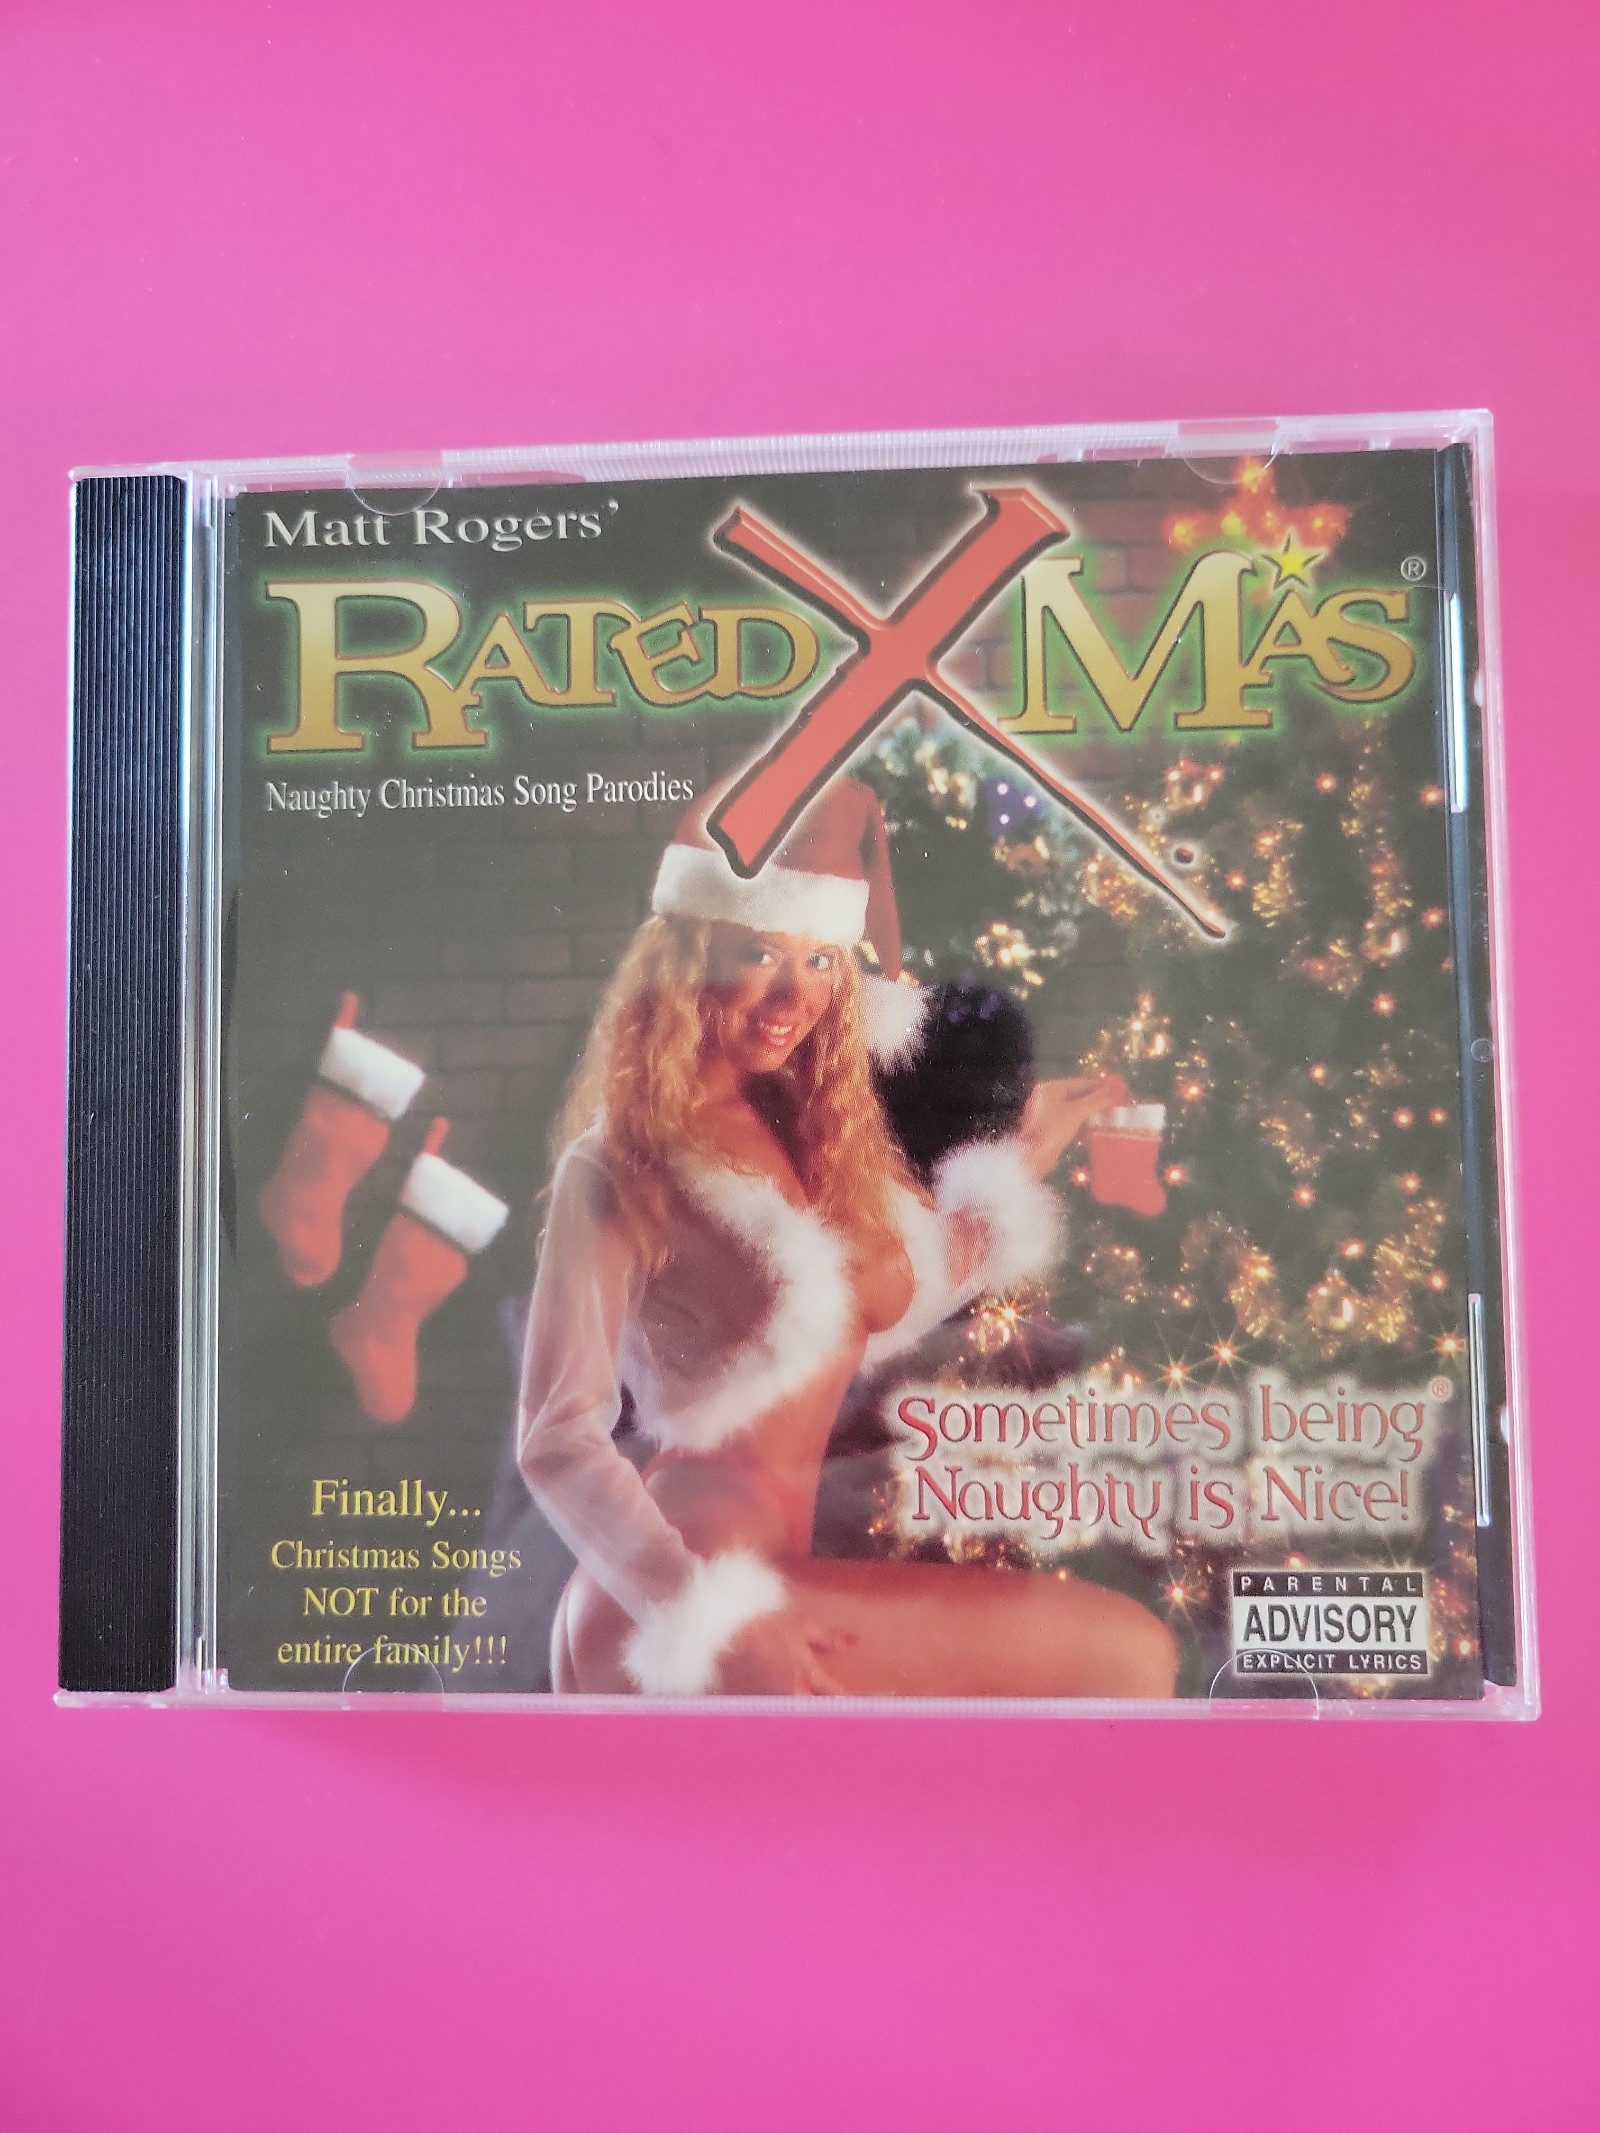 Matt Rogers'
RATED X MAS®
Naughty Christmas Song Parodies
Sometimes being®
Naughty is Nice!
Finally...
Christmas Songs
NOT for the
entire family!!!
PARENTAL
ADVISORY
EXPLICIT LYRICS